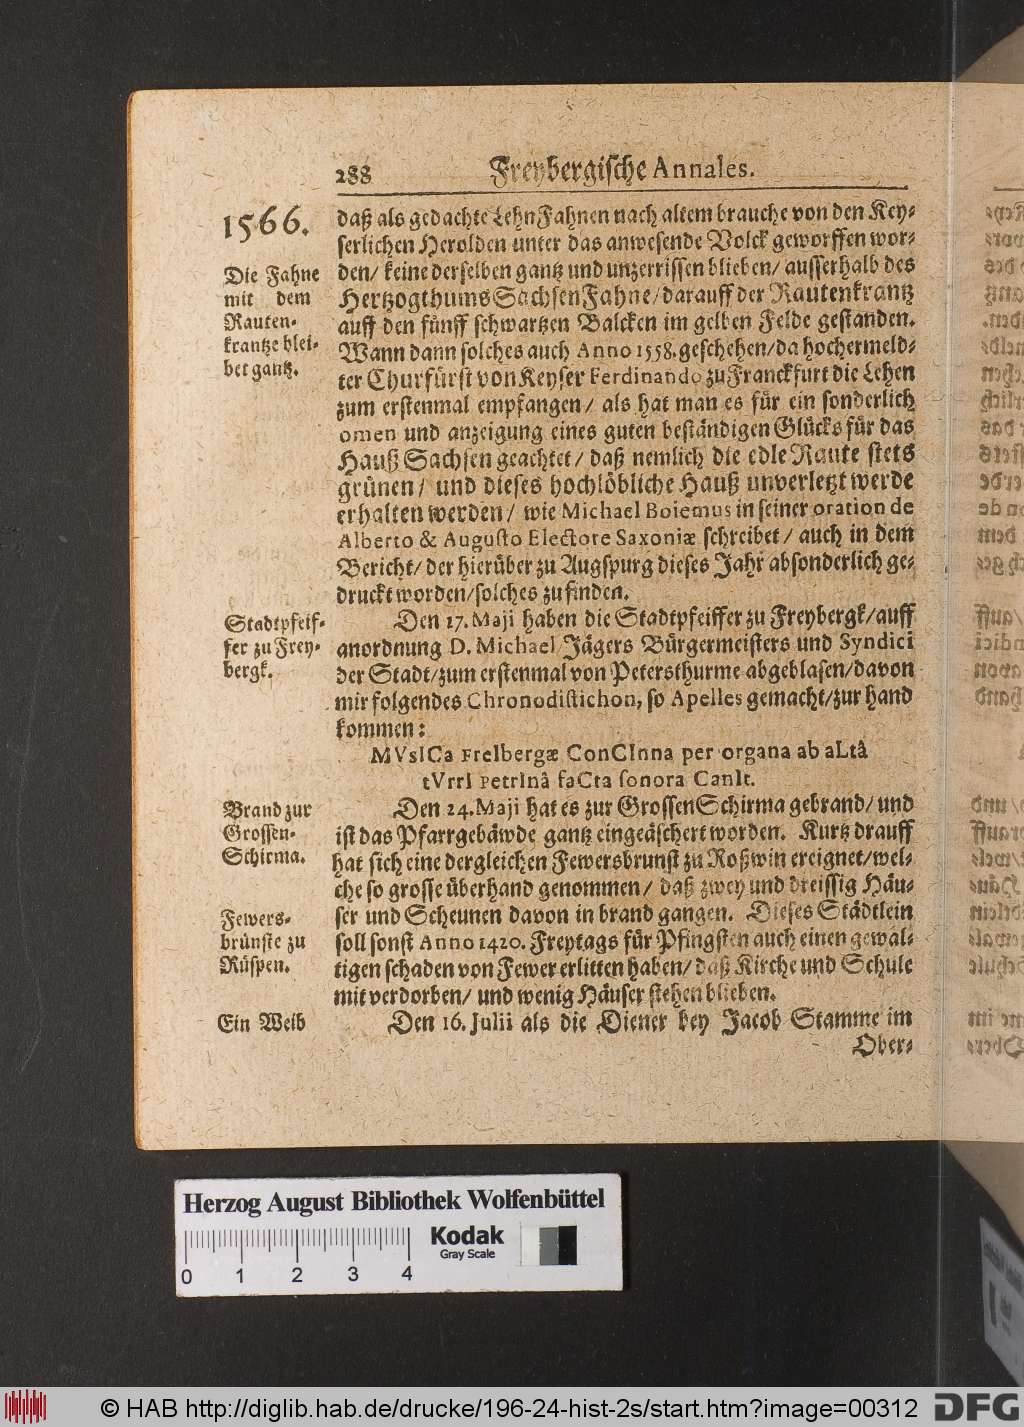 288 Freybergische Annales.
1566.
daß als gedachte LehnFahnen nach altem brauche von den Key-
serlichen Herolden unter das anwesende Volck geworffen wor-
Die Fahne
mit dem
Rauten-
krantze blei-
bet gantz.
den/ keine derselben gantz und unzerrissen blieben/ ausserhalb des
Hertzogthums SachsenFahne/ darauff der Rautenkrantz
auff den fünff schwartzen Balcken im gelben Felde gestanden.
Wann dann solches auch Anno 1558. geschehen/ da hochermeld-
ter Churfürst von Keyser Ferdinando zu Franckfurt die Lehen
zum erstenmal empfangen/ als hat man es für ein sonderlich
omen und anzeigung eines guten beständigen Glücks für das
Hauß Sachsen geachtet/ daß nemlich die edle Raute stets
grünen/ und dieses hochlöbliche Hauß unverletzt werde
erhalten werden/ wie Michael Boiemus in seiner oration de
Alberto & Augusto Electore Saxoniæ schreibet/ auch in dem
Bericht/ der hierüber zu Augspurg dieses Jahr absonderlich ge-
druckt worden/ solches zu finden.
Stadtpfeif-
fer zu Frey-
bergk.
Den 17. Maji haben die Stadtpfeiffer zu Freybergk/ auff
anordnung D. Michael Jägers Bürgermeisters und Syndici
der Stadt/ zum erstenmal von Petersthurme abgeblasen/ davon
mir folgendes Chronodistichon, so Apelles gemacht/ zur hand
kommen:
MVsICa FreIbergæ ConCInna per organa ab aLtâ
tVrrI PetrInâ faCta sonora CanIt.
Brand zur
Grossen-
Schirma.
Den 24. Maji hat es zur GrossenSchirma gebrand/ und
ist das Pfarrgebäwde gantz eingeäschert worden. Kurtz drauff
hat sich eine dergleichen Fewersbrunst zu Roßwin ereignet/ wel-
che so grosse überhand genommen/ daß zwey und dreissig Häu-
Fewers-
brünste zu
Rüspen.
ser und Scheunen davon in brand gangen. Dieses Städtlein
soll sonst Anno 1420. Freytags für Pfingsten auch einen gewal-
tigen schaden von Fewer erlitten haben/ daß Kirche und Schule
mit verdorben/ und wenig Häuser stehen blieben.
Ein Weib
Den 16. Julii als die Diener bey Jacob Stamme im
Ober-
Herzog August Bibliothek Wolfenbüttel
Kodak
Gray Scale
0 1 2 3 4
© HAB http://diglib.hab.de/drucke/196-24-hist-2s/start.htm?image=00312
DFG